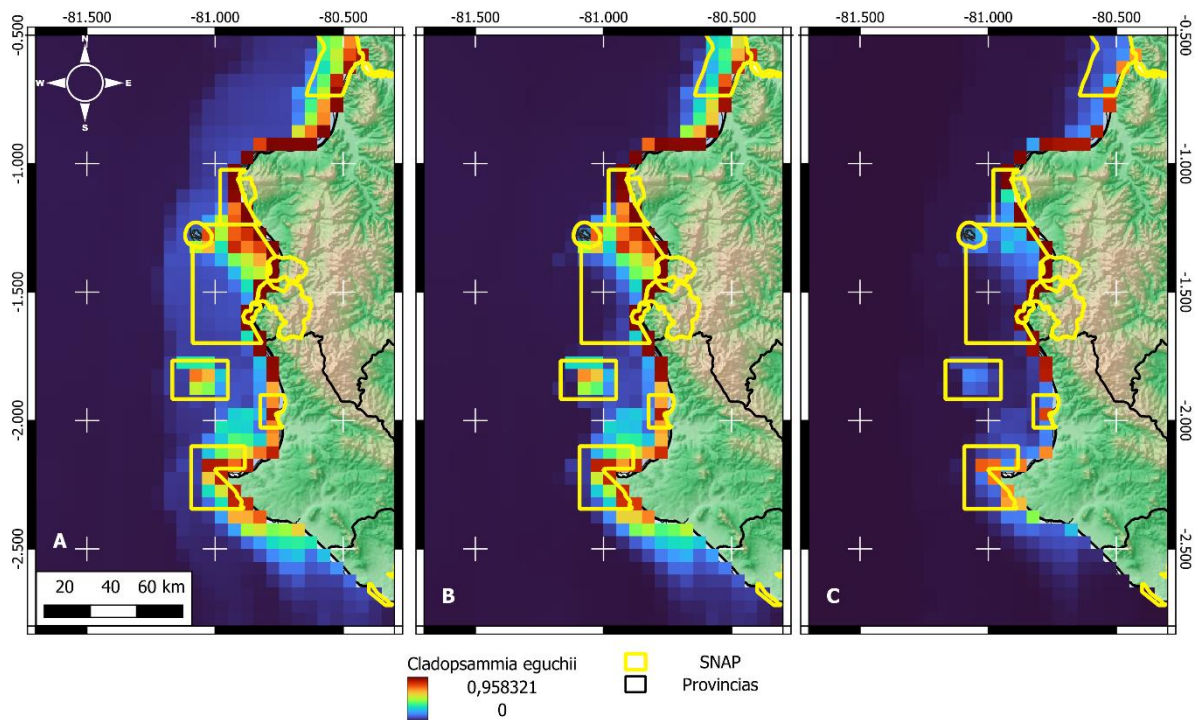 -81.500 -81.000 -80.500 -81.500 -81.000 -80.500 -81.500 -81.000 -80.500
-0.500 -0.500
N
W E
S
-1.000 -1.000
-1.500 -1.500
-2.000 -2.000
-2.500 -2.500
A B C
20 40 60 km
Cladopsammia eguchii SNAP
0,958321 Provincias
0